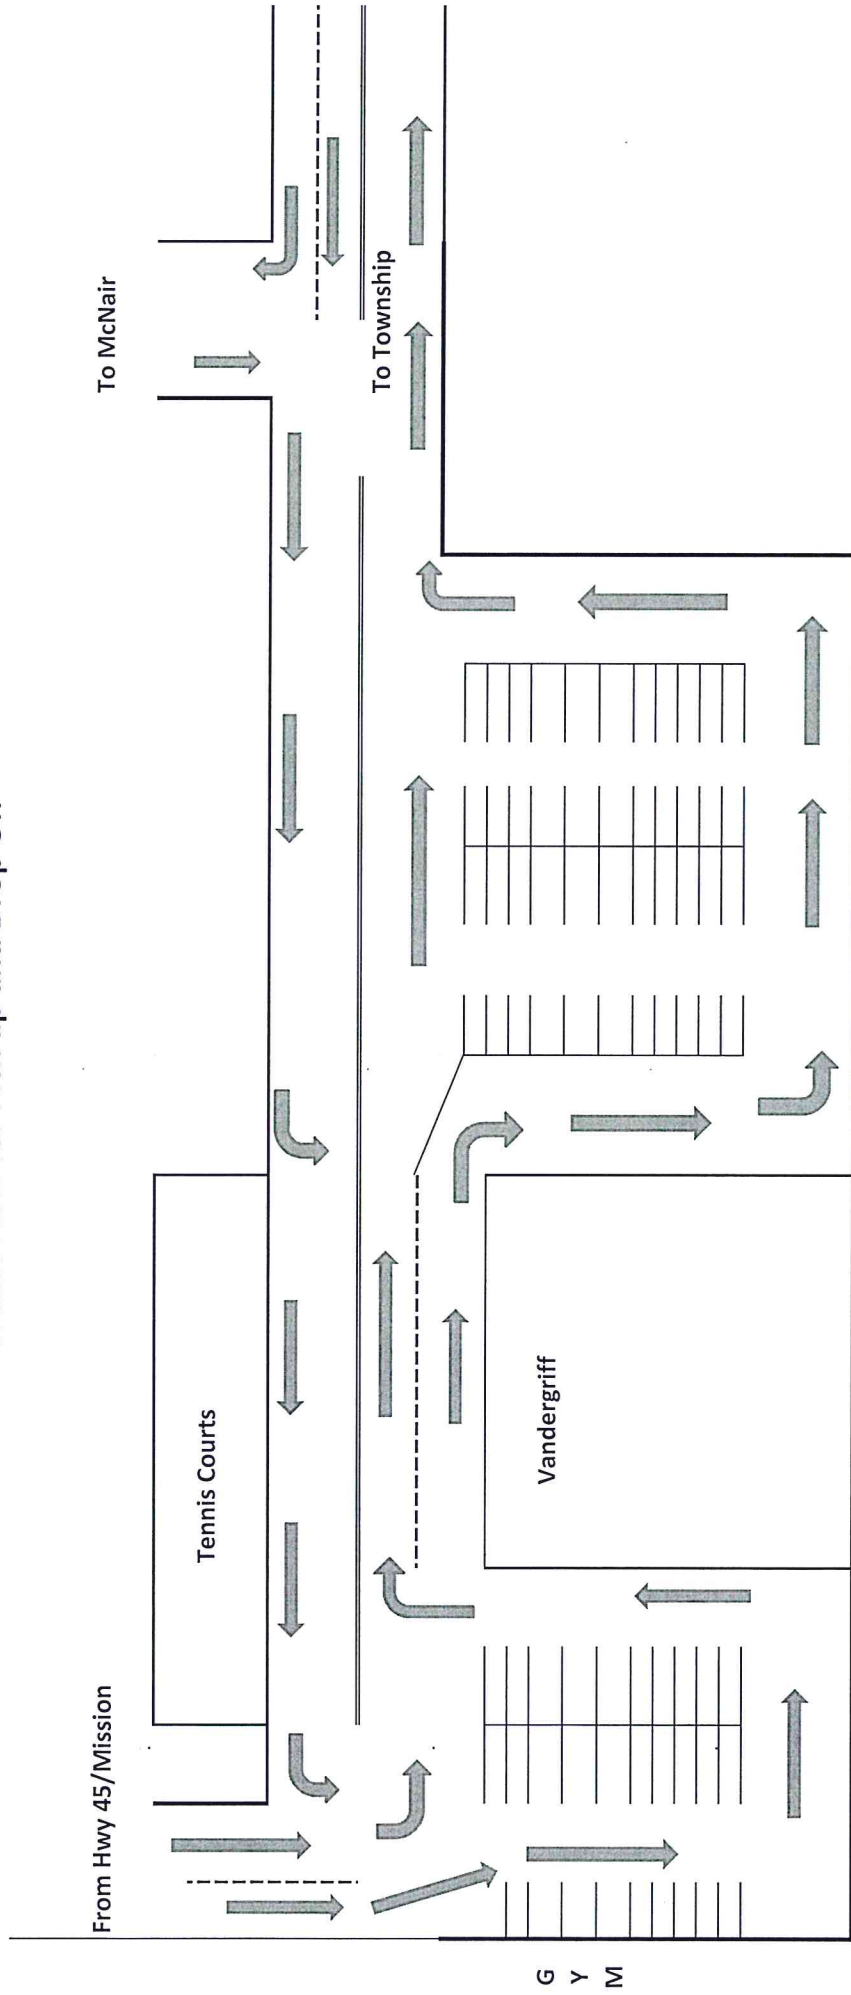 To McNair
To Township
From Hwy 45/Mission
Tennis Courts
Vandergriff
G
Y
M